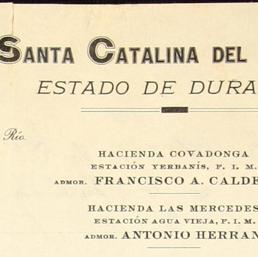 SANTA CATALINA DEL
ESTADO DE DURA
Río.
HACIENDA COVADONGA
ESTACIÓN YERBANÍS, F. I. M.
ADMOR. FRANCISCO A. CALDE
HACIENDA LAS MERCEDES
ESTACIÓN AGUA VIEJA, F. I. M.
ADMOR. ANTONIO HERRAN